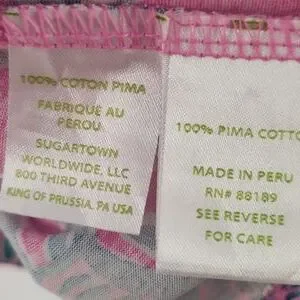 100% COTON PIMA
FABRIQUE AU
PEROU
SUGARTOWN
WORLDWIDE, LLC
800 THIRD AVENUE
KING OF PRUSSIA, PA USA
100% PIMA COTTO
MADE IN PERU
RN# 88189
SEE REVERSE
FOR CARE